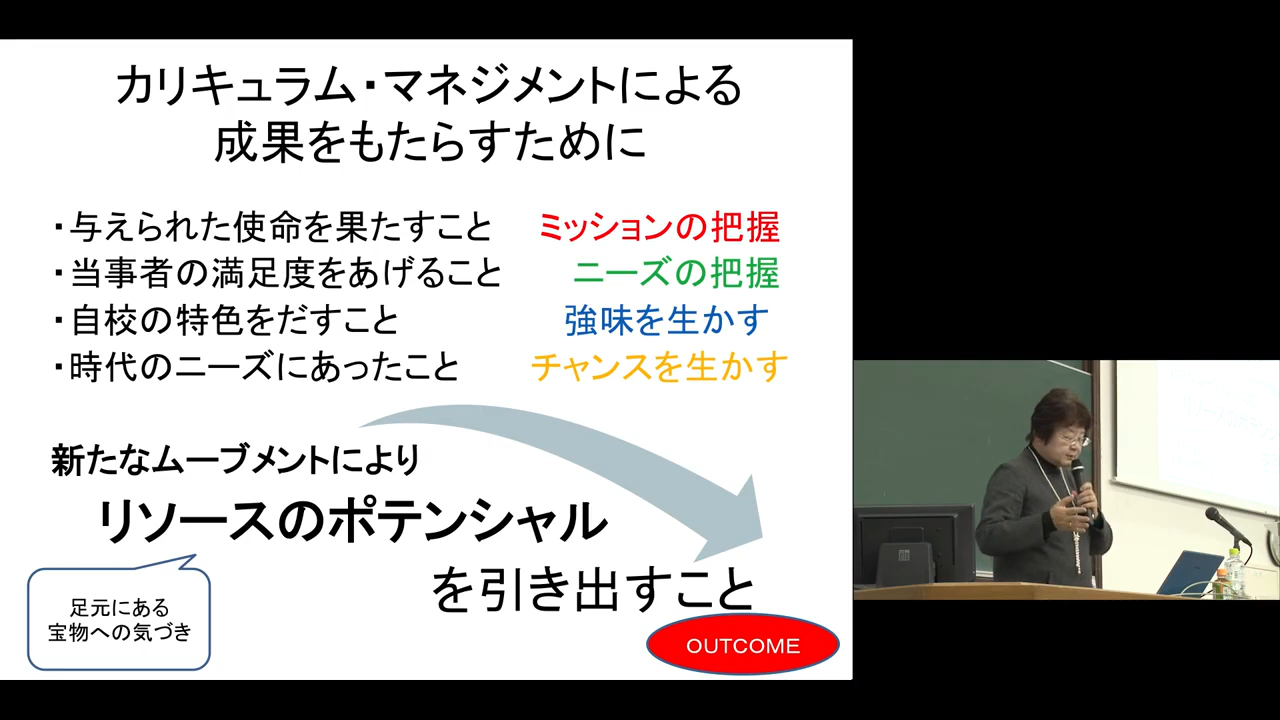 カリキュラム・マネジメントによる
成果をもたらすために
・与えられた使命を果たすこと ミッションの把握
・当事者の満足度をあげること ニーズの把握
・自校の特色をだすこと 強味を生かす
・時代のニーズにあったこと チャンスを生かす
新たなムーブメントにより
リソースのポテンシャル
を引き出すこと
足元にある
宝物への気づき
OUTCOME